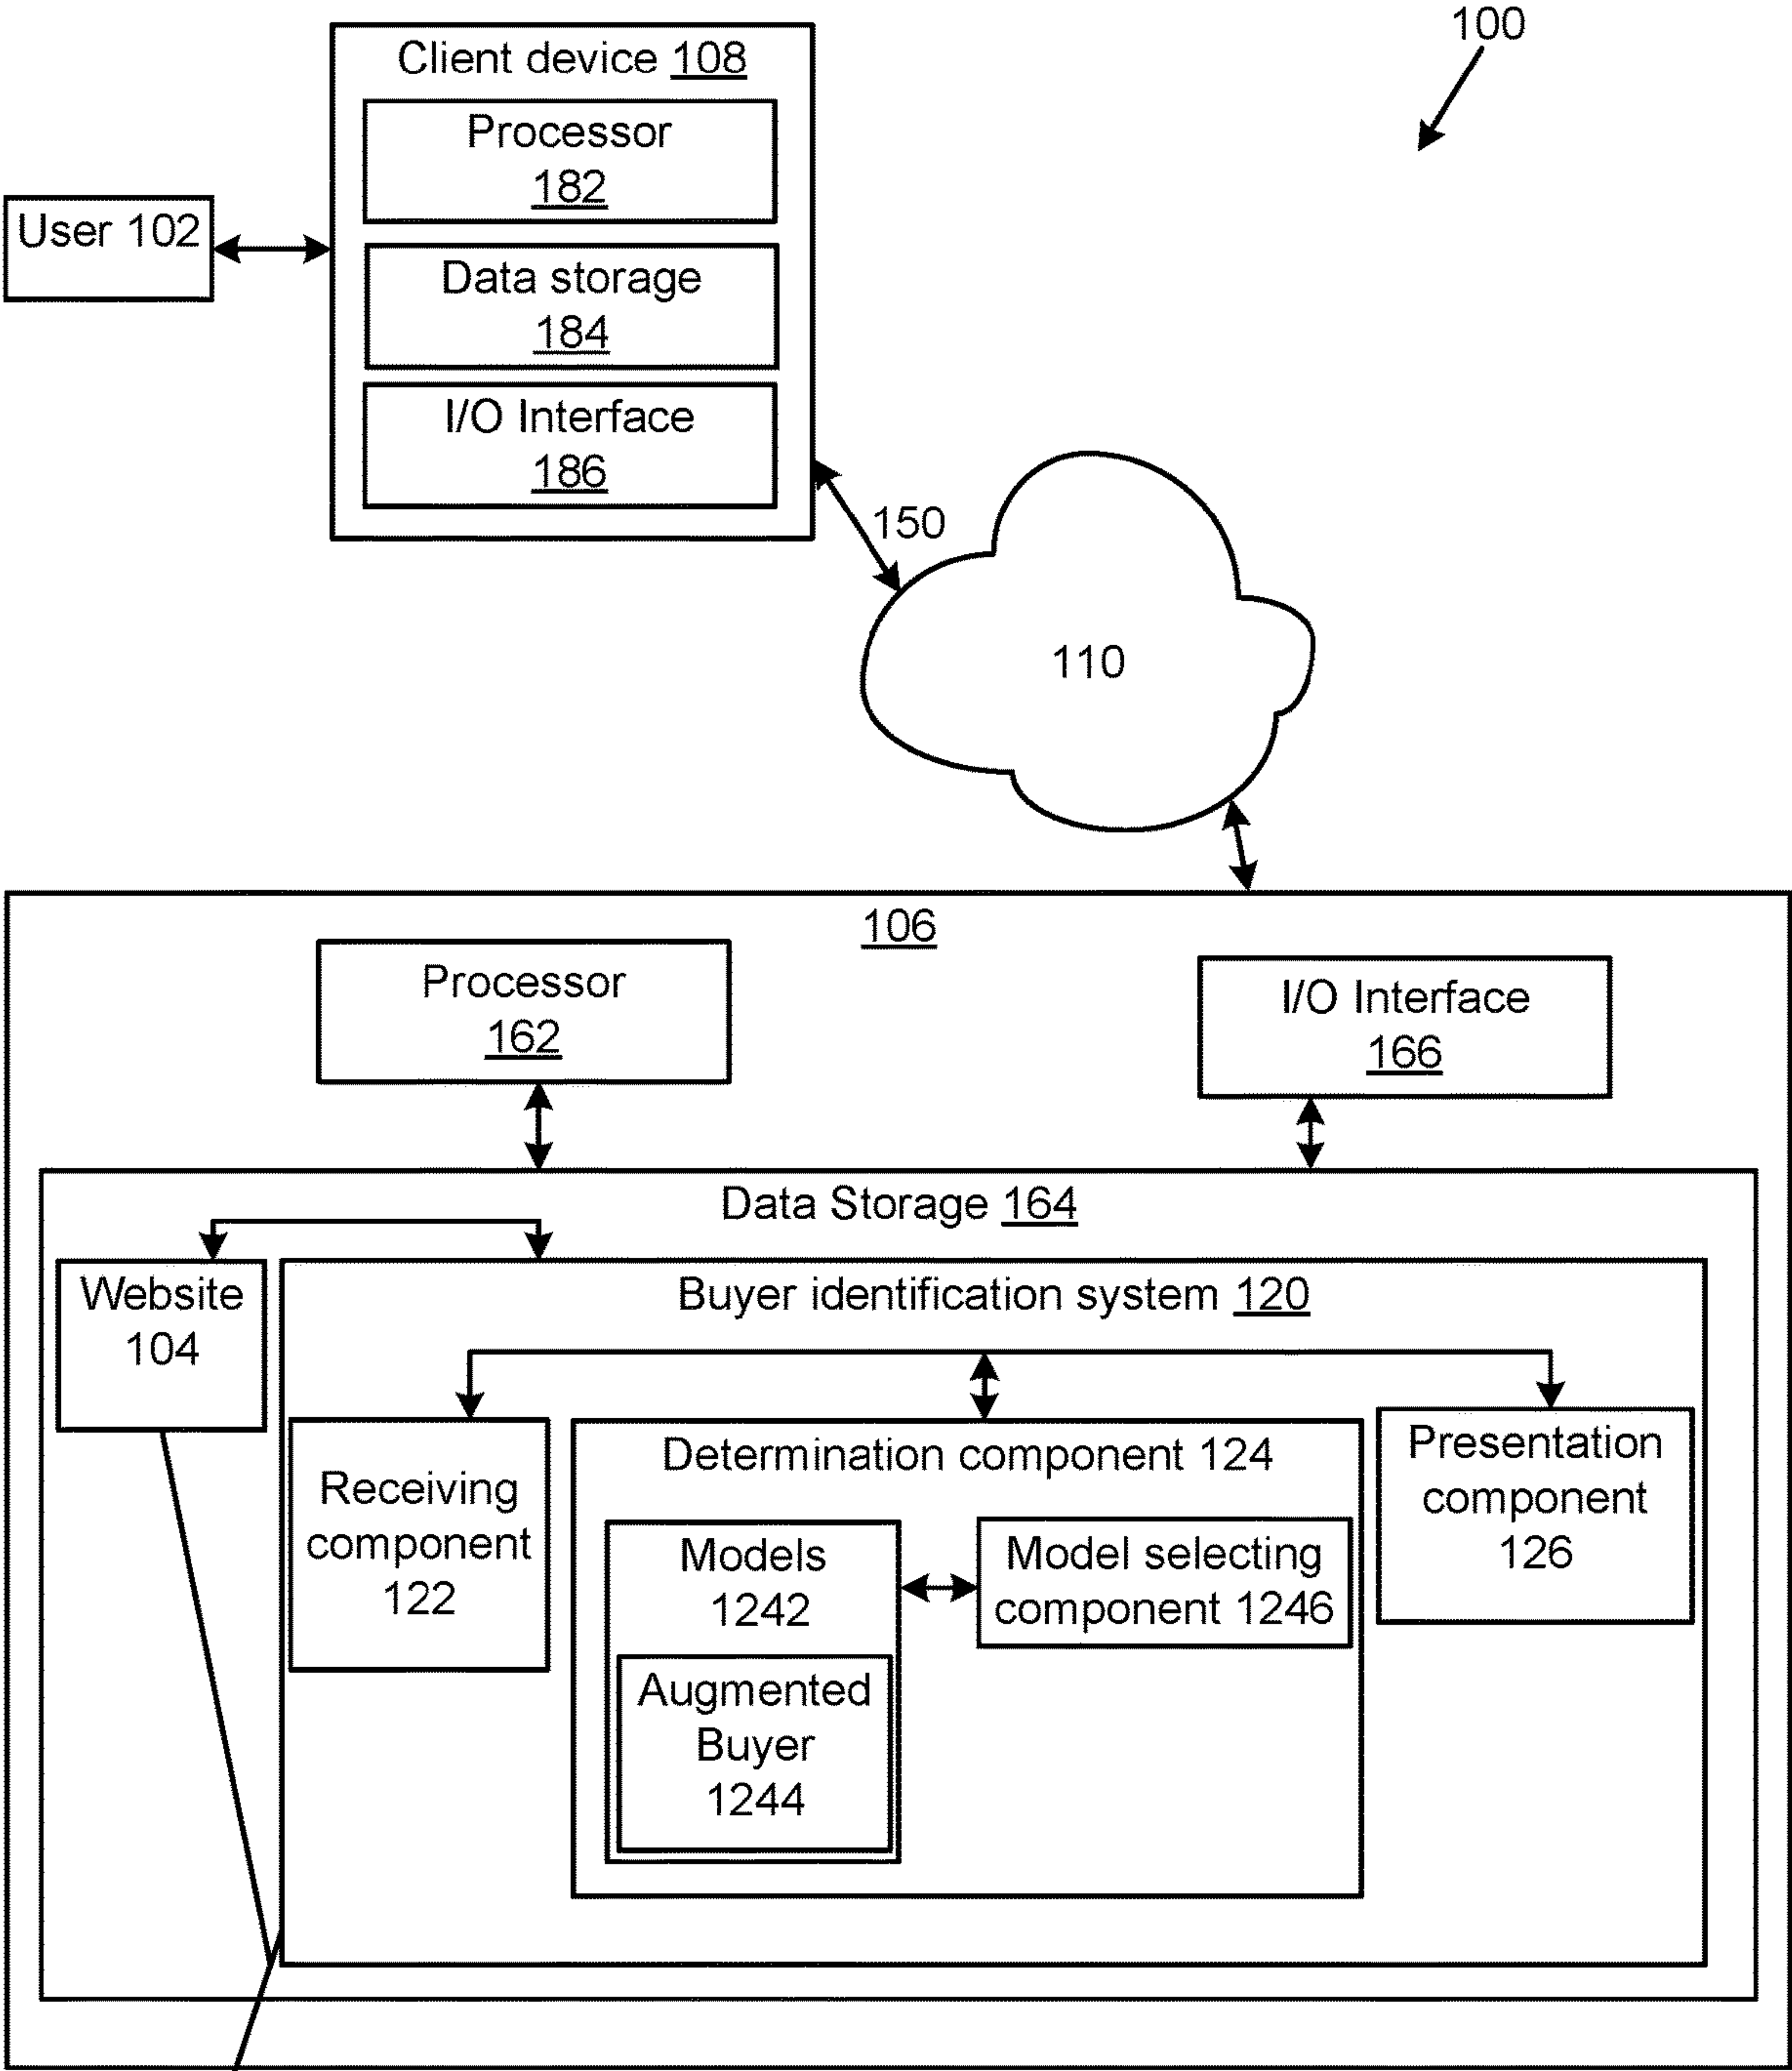 100
Client device 108
Processor
182
User 102
Data storage
184
I/O Interface
186
150
110
106
Processor
162
I/O Interface
166
Data Storage 164
Website
104
Buyer identification system 120
Receiving
component
122
Determination component 124
Models
1242
Augmented
Buyer
1244
Model selecting
component 1246
Presentation
component
126